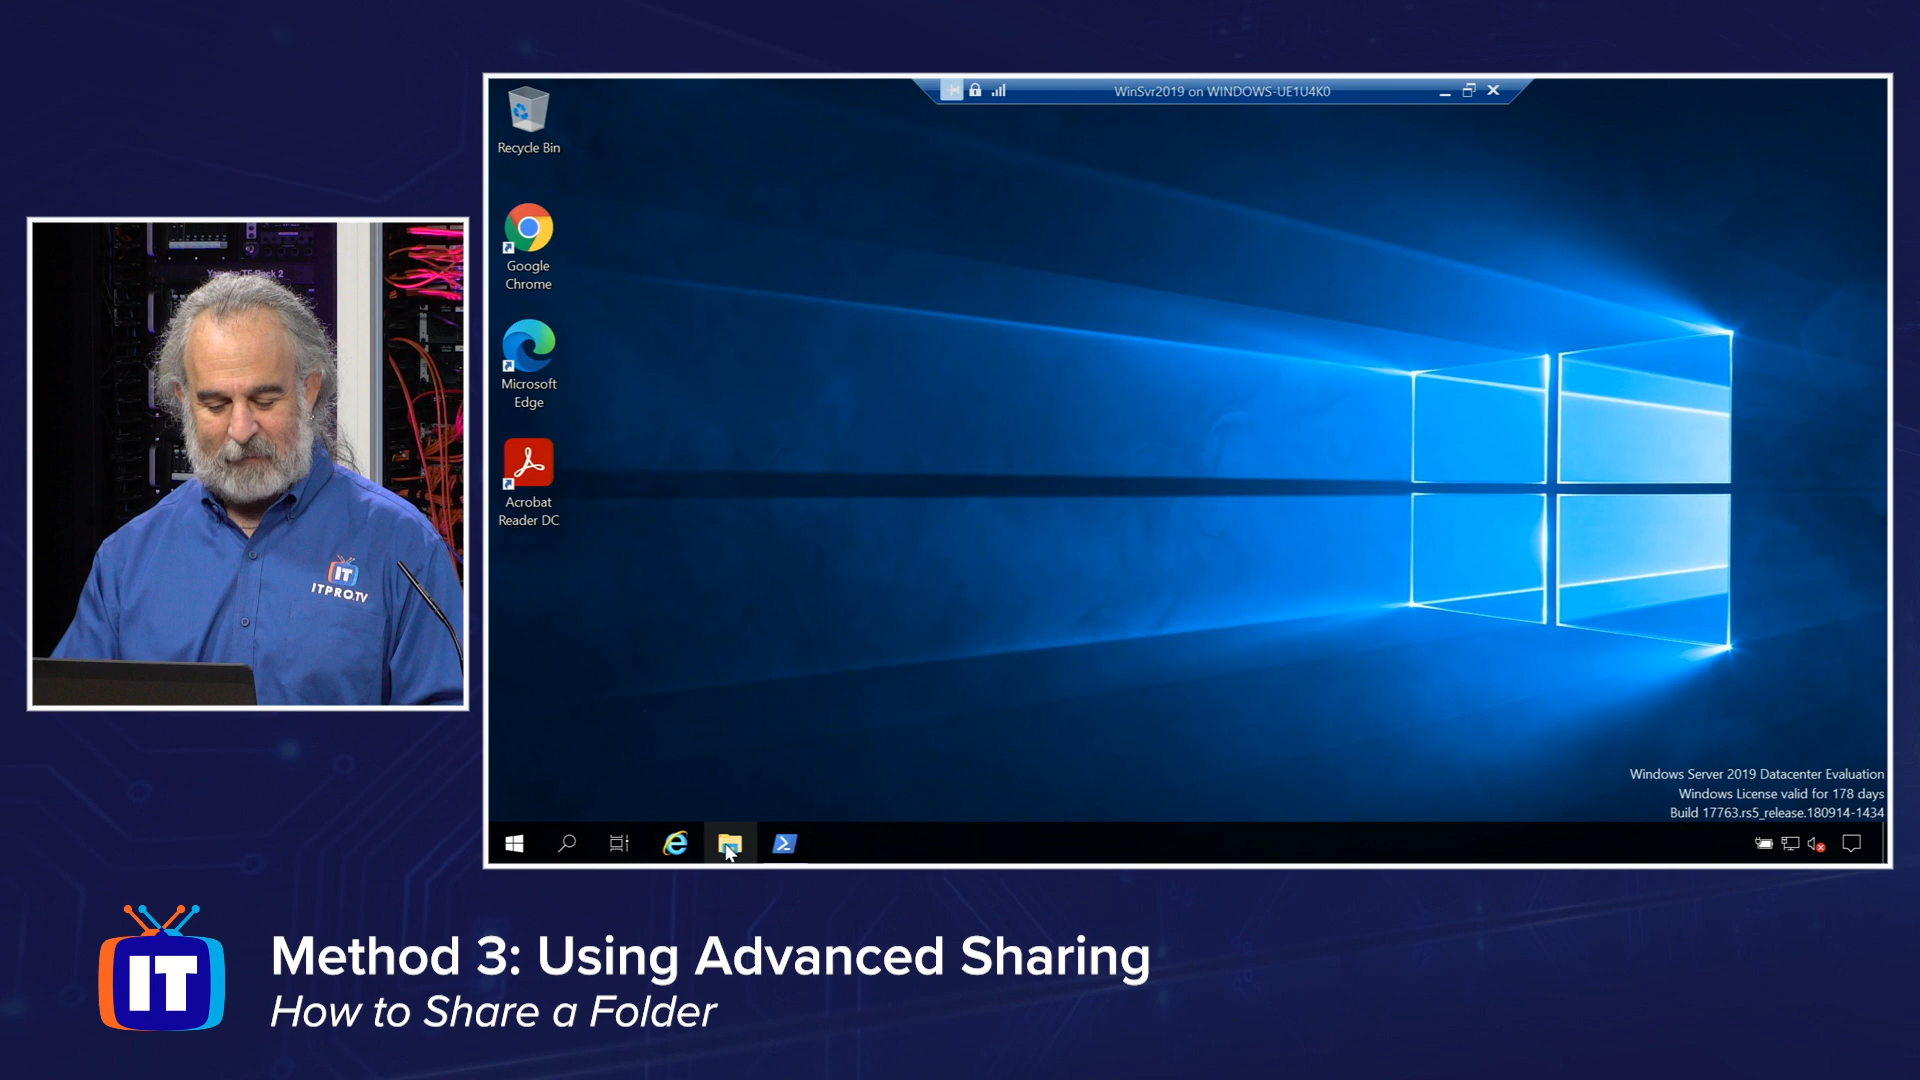 WinSvr2019 on WINDOWS-UE1U4K0
Recycle Bin
Google
Chrome
Microsoft
Edge
Acrobat
Reader DC
IT
ITPRO.TV
Windows Server 2019 Datacenter Evaluation
Windows License valid for 178 days
Build 17763.rs5_release.180914-1434
IT
Method 3: Using Advanced Sharing
How to Share a Folder